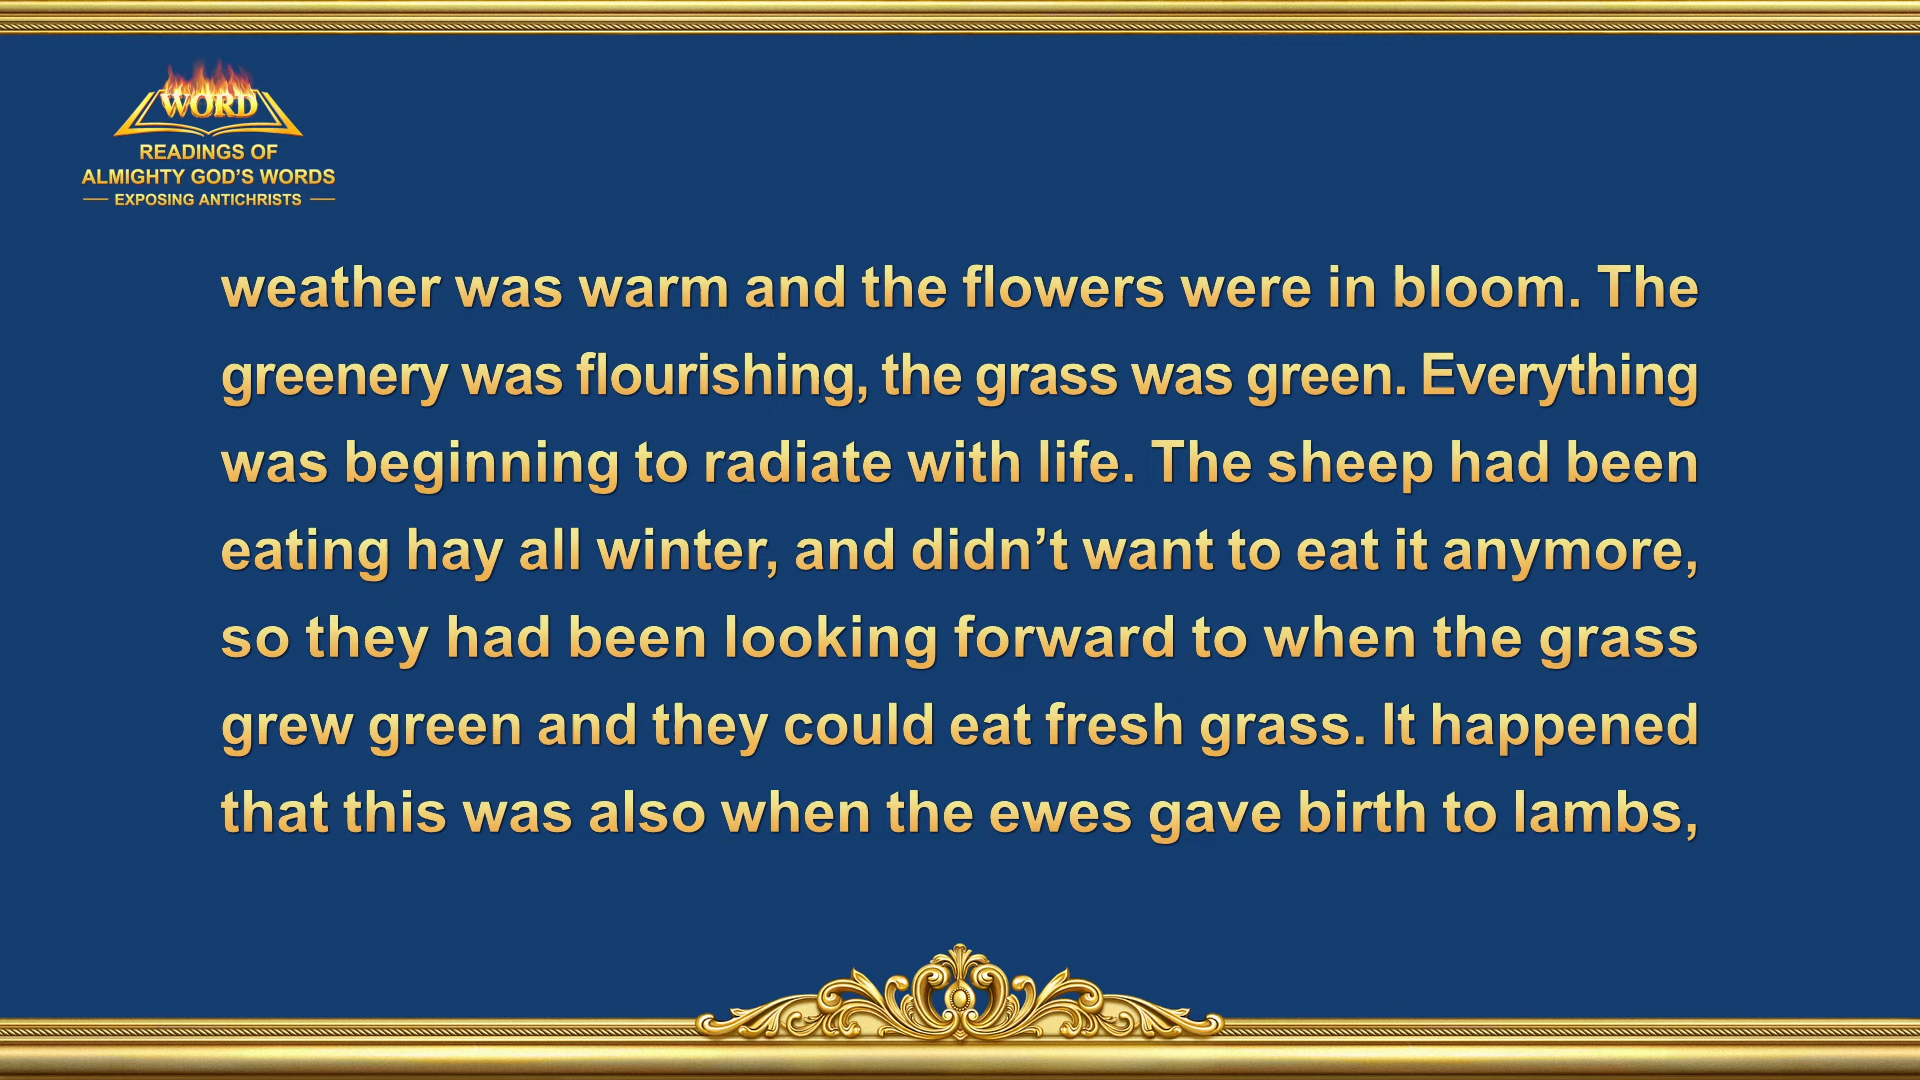 WORD
READINGS OF
ALMIGHTY GOD’S WORDS
EXPOSING ANTICHRISTS
weather was warm and the flowers were in bloom. The
greenery was flourishing, the grass was green. Everything
was beginning to radiate with life. The sheep had been
eating hay all winter, and didn’t want to eat it anymore,
so they had been looking forward to when the grass
grew green and they could eat fresh grass. It happened
that this was also when the ewes gave birth to lambs,